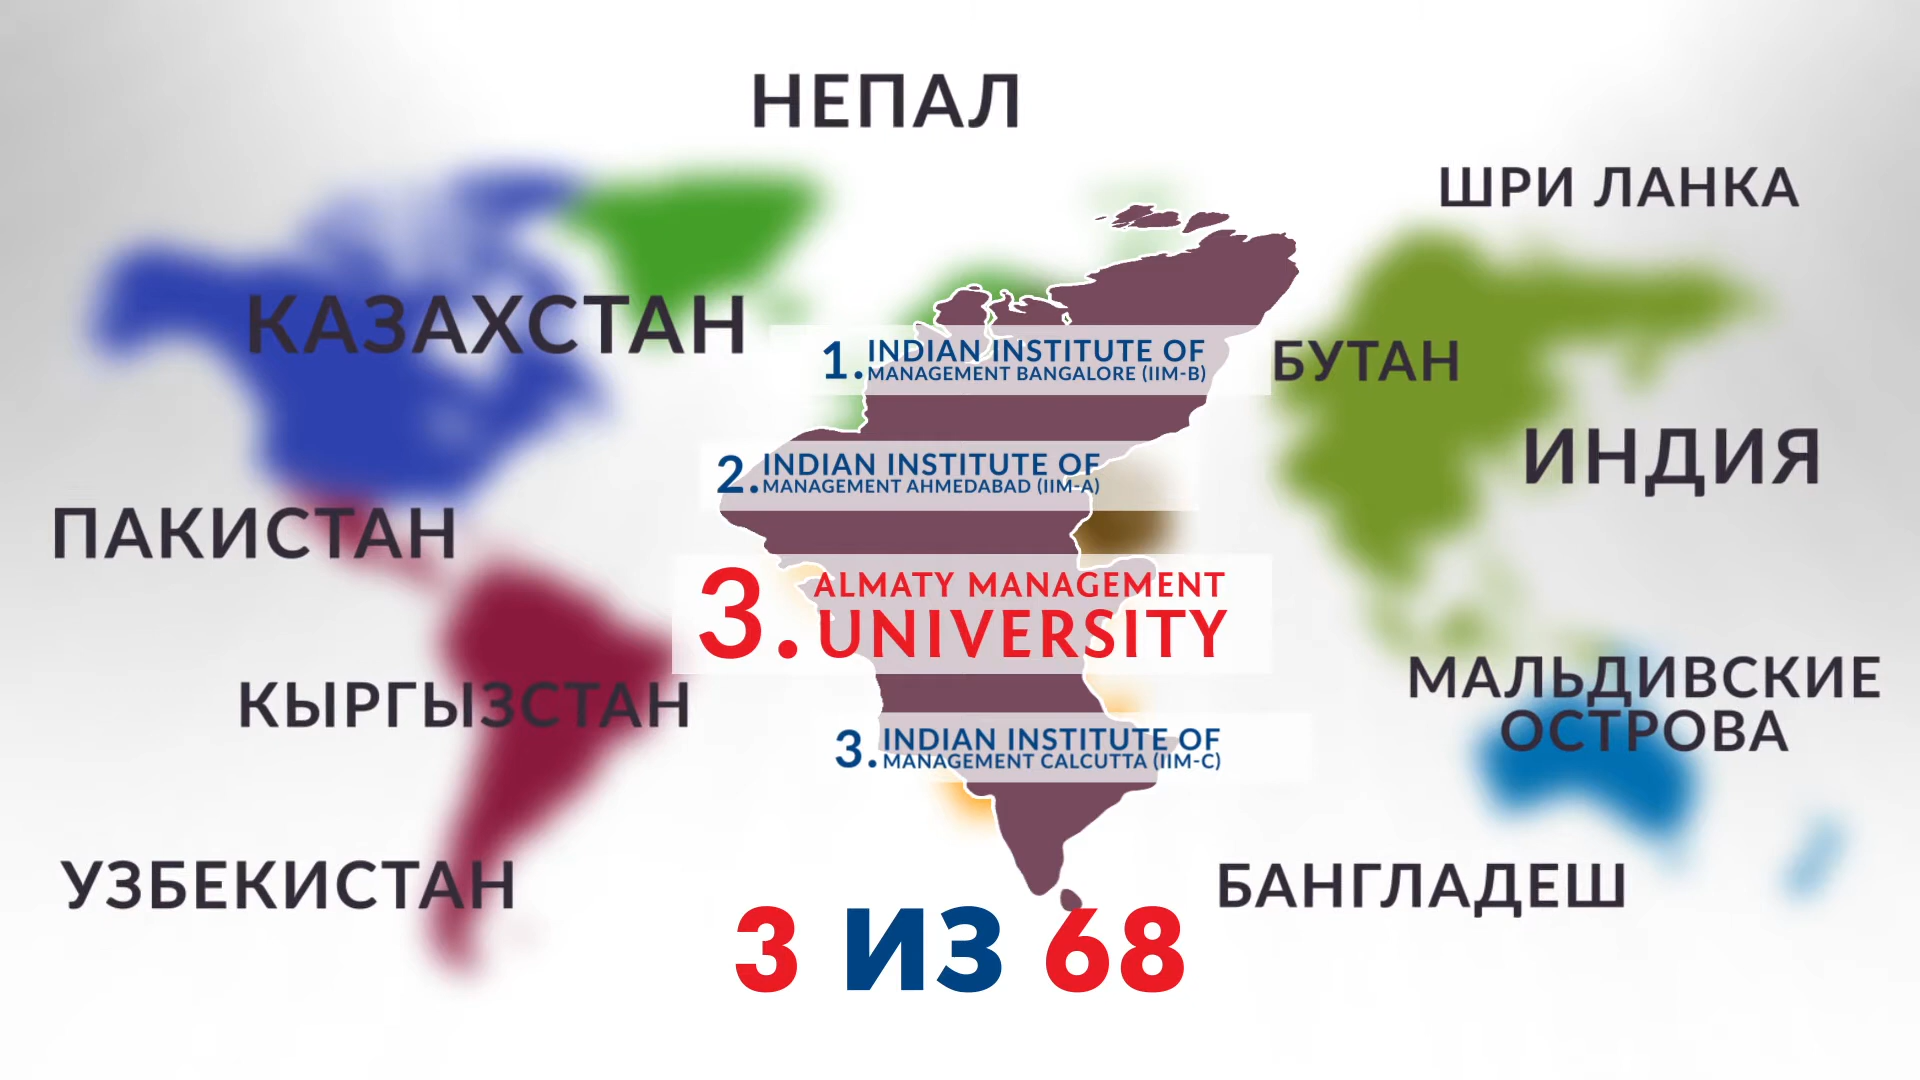 НЕПАЛ
ШРИ ЛАНКА
КАЗАХСТАН
1. INDIAN INSTITUTE OF
MANAGEMENT BANGALORE (IIM-B)
БУТАН
2. INDIAN INSTITUTE OF
MANAGEMENT AHMEDABAD (IIM-A)
ИНДИЯ
ПАКИСТАН
3. ALMATY MANAGEMENT
UNIVERSITY
МАЛЬДИВСКИЕ
ОСТРОВА
КЫРГЫЗСТАН
3. INDIAN INSTITUTE OF
MANAGEMENT CALCUTTA (IIM-C)
УЗБЕКИСТАН
БАНГЛАДЕШ
3 ИЗ 68